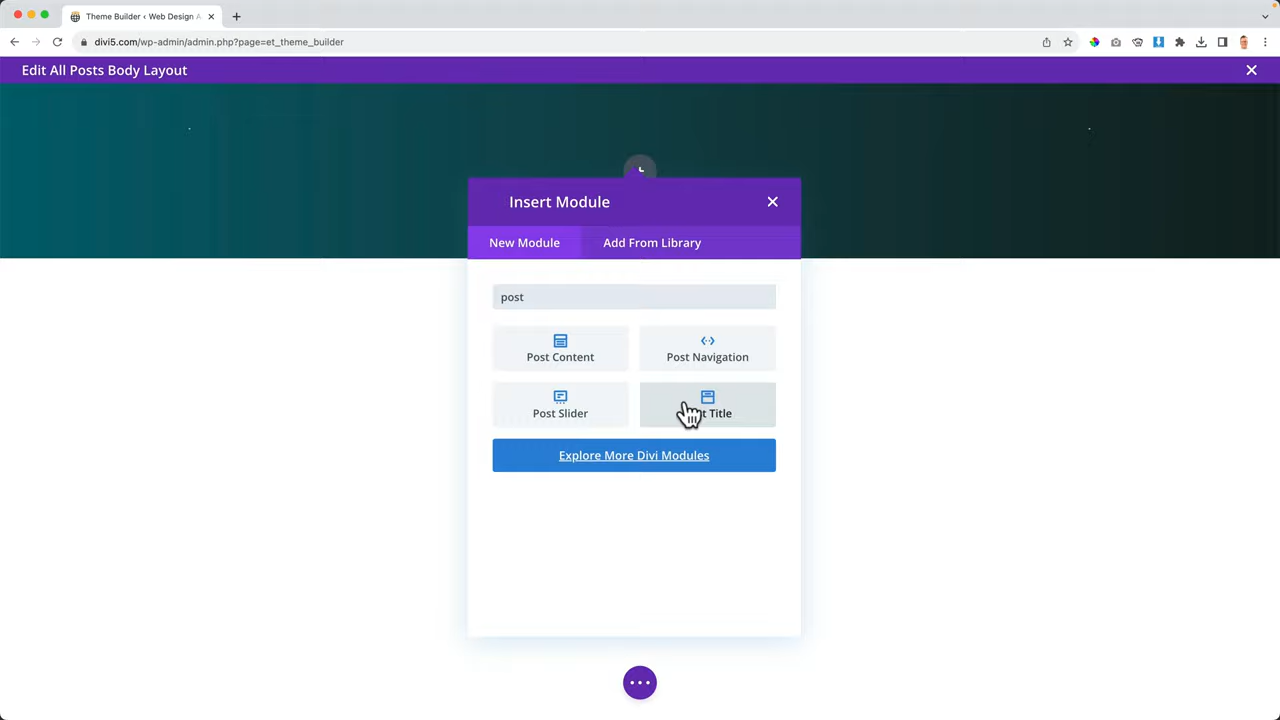 Theme Builder ‹ Web Design A
divi5.com/wp-admin/admin.php?page=et_theme_builder
Edit All Posts Body Layout
Insert Module
New Module
Add From Library
post
Post Content
Post Navigation
Post Slider
Title
Explore More Divi Modules